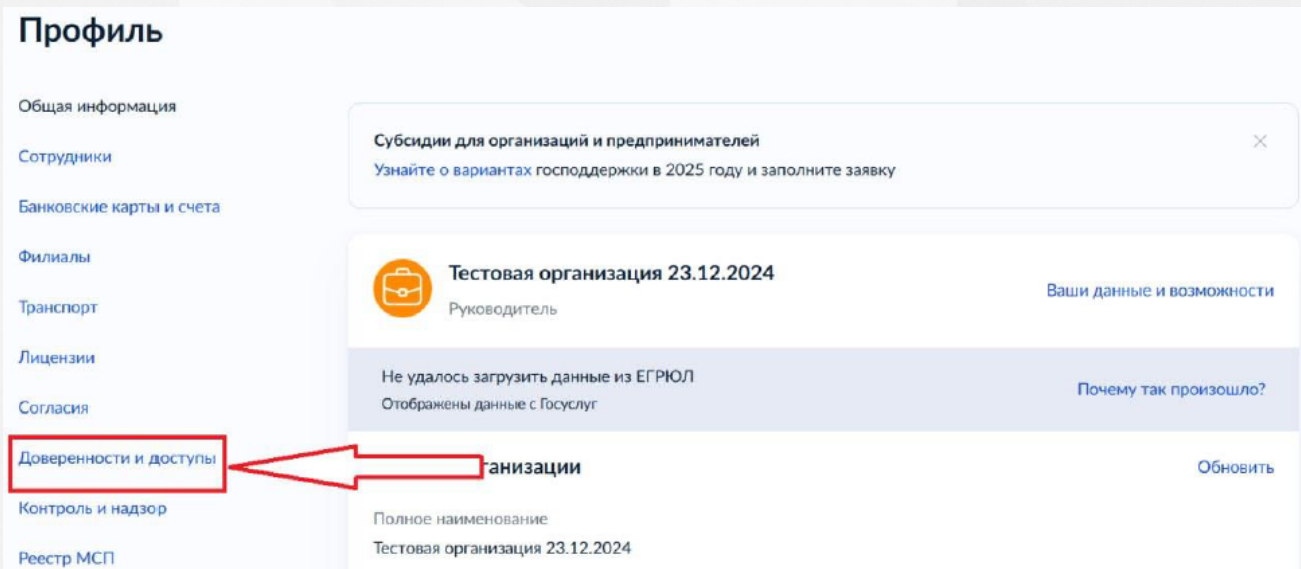 Профиль
Общая информация
Сотрудники
Банковские карты и счета
Филиалы
Транспорт
Лицензии
Согласия
Доверенности и доступы
Контроль и надзор
Реестр МСП
Субсидии для организаций и предпринимателей
Узнайте о вариантах господдержки в 2025 году и заполните заявку
Тестовая организация 23.12.2024
Руководитель
Ваши данные и возможности
Не удалось загрузить данные из ЕГРЮЛ
Отображены данные с Госуслуг
Почему так произошло?
Обновить
Полное наименование
Тестовая организация 23.12.2024